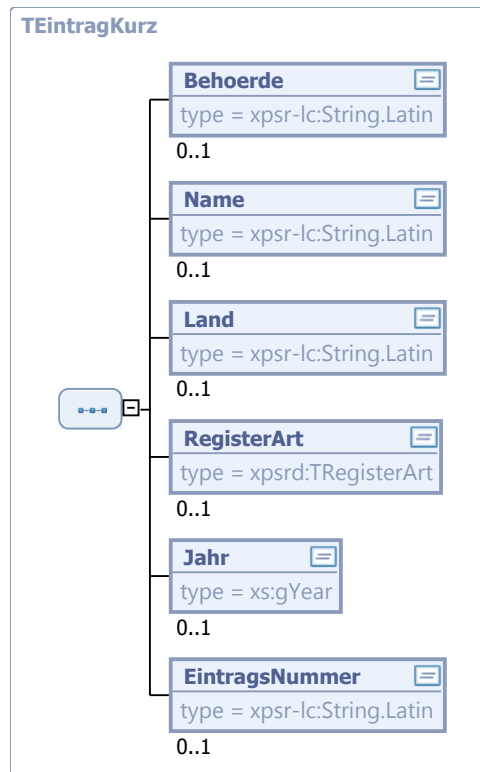 TEintragKurz
Behoerde
type = xpsr-lc:String.Latin
0..1
Name
type = xpsr-lc:String.Latin
0..1
Land
type = xpsr-lc:String.Latin
0..1
RegisterArt
type = xpsrd:TRegisterArt
0..1
Jahr
type = xs:gYear
0..1
EintragsNummer
type = xpsr-lc:String.Latin
0..1